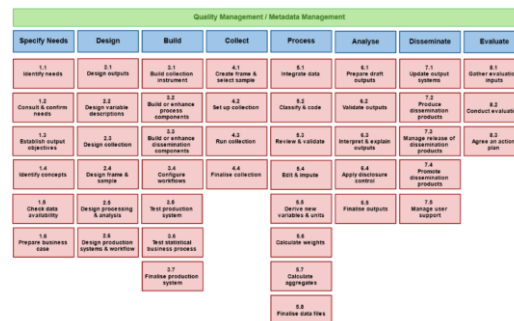 Quality Management / Metadata Management
Specify Needs
Design
Build
Collect
Process
Analyse
Disseminate
Evaluate
1.1
Identify needs
1.2
Consult & confirm
needs
1.3
Establish output
objectives
1.4
Identify concepts
1.5
Check data
availability
1.6
Prepare business
case
2.1
Design outputs
2.2
Design variable
descriptions
2.3
Design collection
2.4
Design frame &
sample
2.5
Design processing
& analysis
2.6
Design production
systems & workflow
3.1
Build collection
instrument
3.2
Build or enhance
process
components
3.3
Build or enhance
dissemination
components
3.4
Configure
workflows
3.5
Test production
system
3.6
Test statistical
business process
3.7
Finalise production
system
4.1
Create frame &
select sample
4.2
Set up collection
4.3
Run collection
4.4
Finalise collection
5.1
Integrate data
5.2
Classify & code
5.3
Review & validate
5.4
Edit & impute
5.5
Derive new
variables & units
5.6
Calculate weights
5.7
Calculate
aggregates
5.8
Finalise data files
6.1
Prepare draft
outputs
6.2
Validate outputs
6.3
Interpret & explain
outputs
6.4
Apply disclosure
control
6.5
Finalise outputs
7.1
Update output
systems
7.2
Produce
dissemination
products
7.3
Manage release of
dissemination
products
7.4
Promote
dissemination
products
7.5
Manage user
support
8.1
Gather evaluation
inputs
8.2
Conduct evaluation
8.3
Agree an action
plan